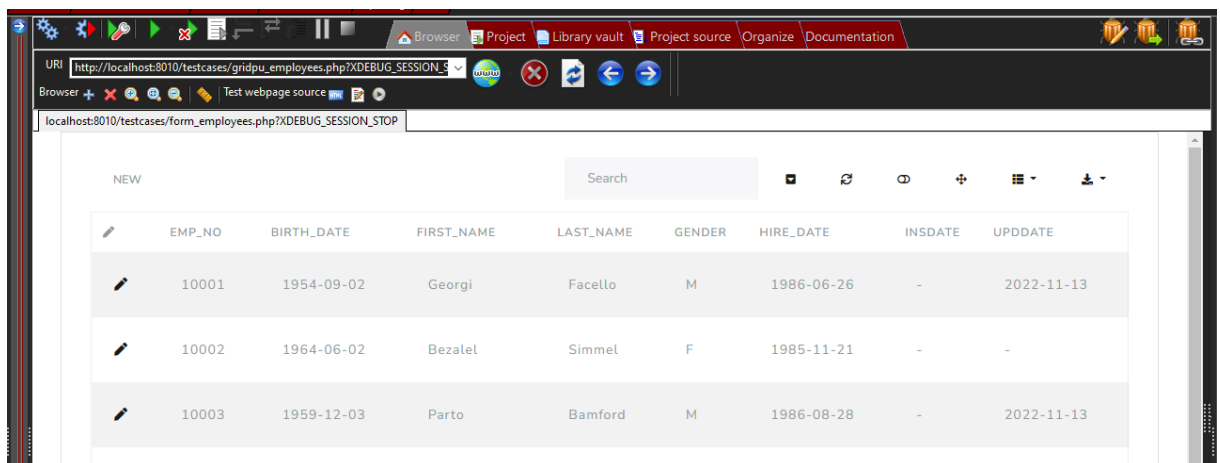 Browser Project Library vault Project source Organize Documentation
URI http://localhost:8010/testcases/gridpu_employees.php?XDEBUG_SESSION_S www
Browser Test webpage source
localhost:8010/testcases/form_employees.php?XDEBUG_SESSION_STOP
NEW Search
EMP_NO BIRTH_DATE FIRST_NAME LAST_NAME GENDER HIRE_DATE INSDATE UPDDATE
10001 1954-09-02 Georgi Facello M 1986-06-26 - 2022-11-13
10002 1964-06-02 Bezalel Simmel F 1985-11-21 - -
10003 1959-12-03 Parto Bamford M 1986-08-28 - 2022-11-13